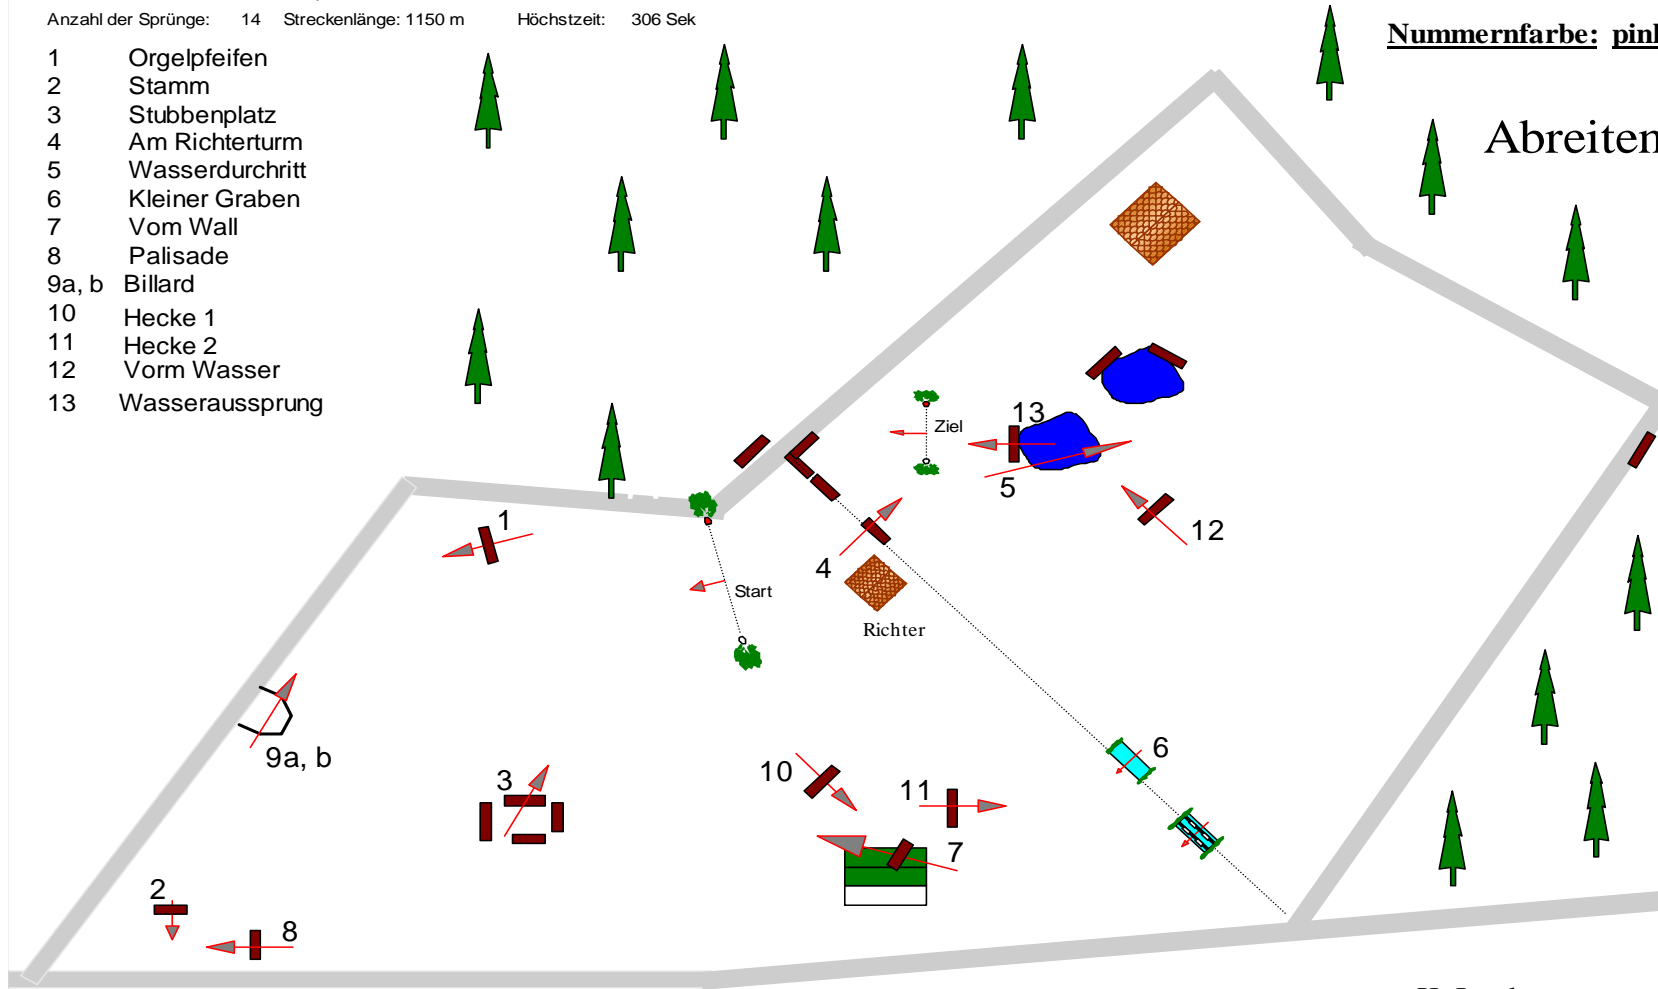 Anzahl der Sprünge: 14 Streckenlänge: 1150 m Höchstzeit: 306 Sek
Nummernfarbe:
1 Orgelpfeifen
2 Stamm
3 Stubbenplatz
4 Am Richterturm
5 Wasserdurchritt
6 Kleiner Graben
7 Vom Wall
8 Palisade
9a, b Billard
10 Hecke 1
11 Hecke 2
12 Vorm Wasser
13 Wasseraussprung
Abreiten
13
Ziel
5
12
1
4
Start
Richter
9a, b
3
10
11
6
7
2
8